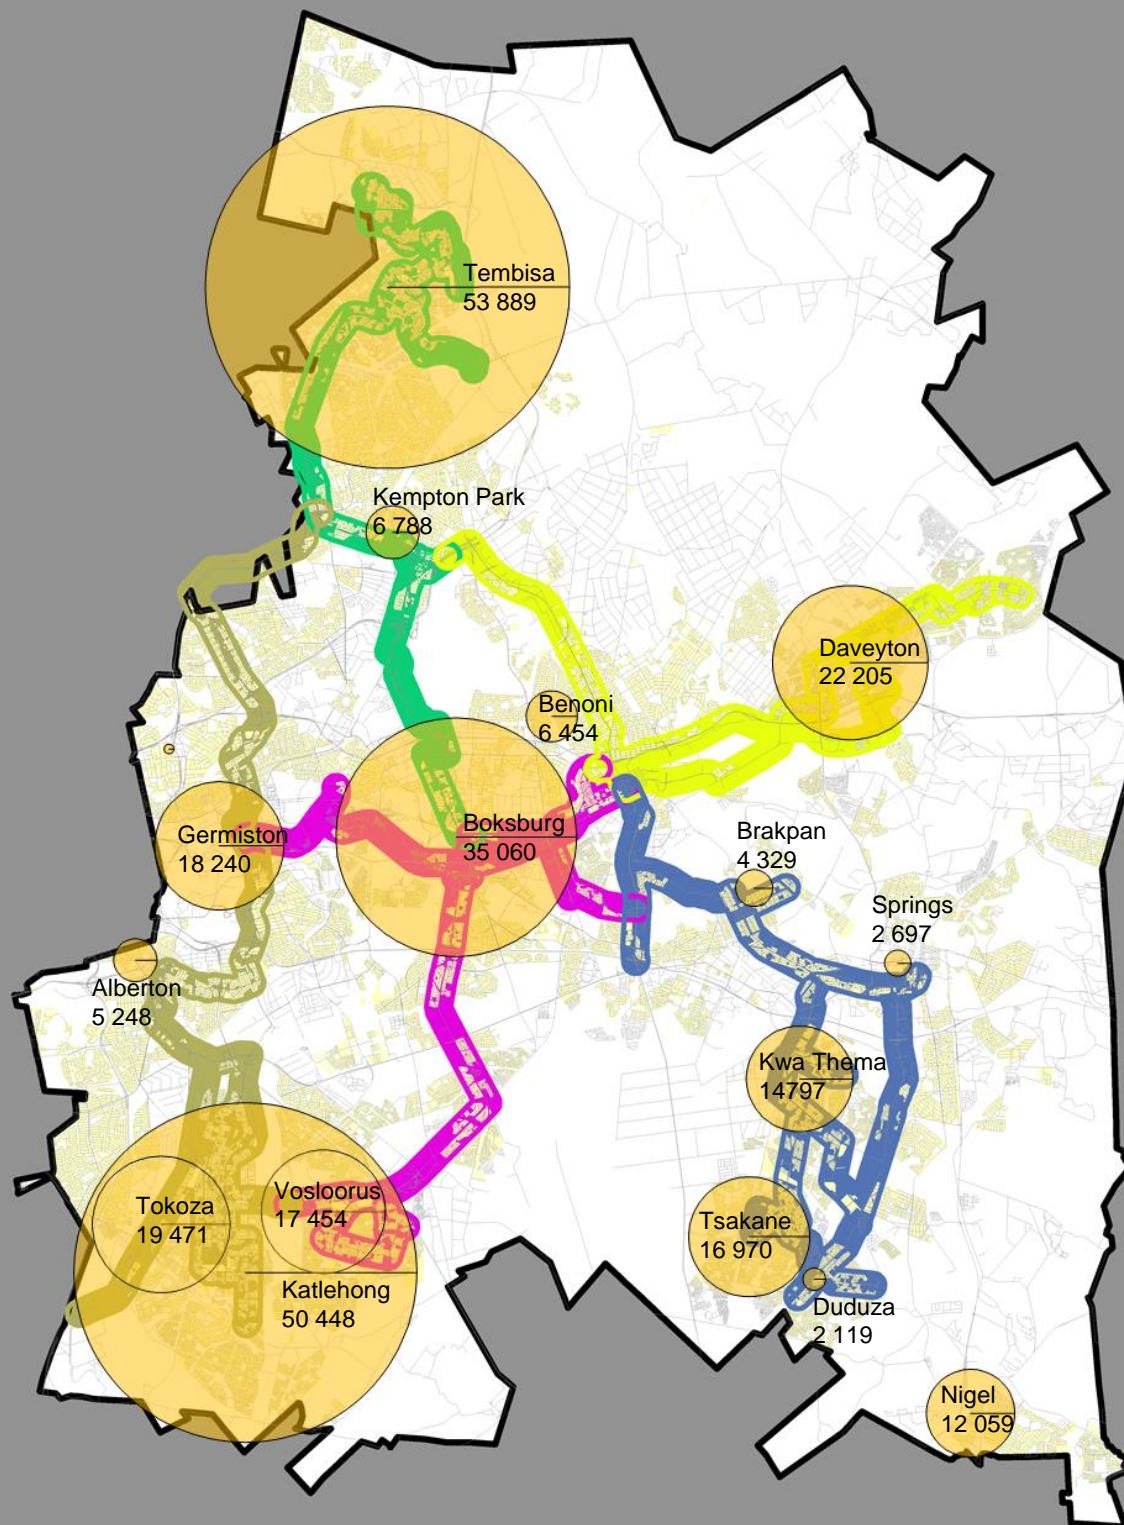 Tembisa
53 889
Kempton Park
6 788
Daveyton
22 205
Benoni
6 454
Germiston
18 240
Boksburg
35 060
Brakpan
4 329
Springs
2 697
Alberton
5 248
Kwa Thema
14797
Tokoza
19 471
Vosloorus
17 454
Tsakane
16 970
Katlehong
50 448
Duduza
2 119
Nigel
12 059